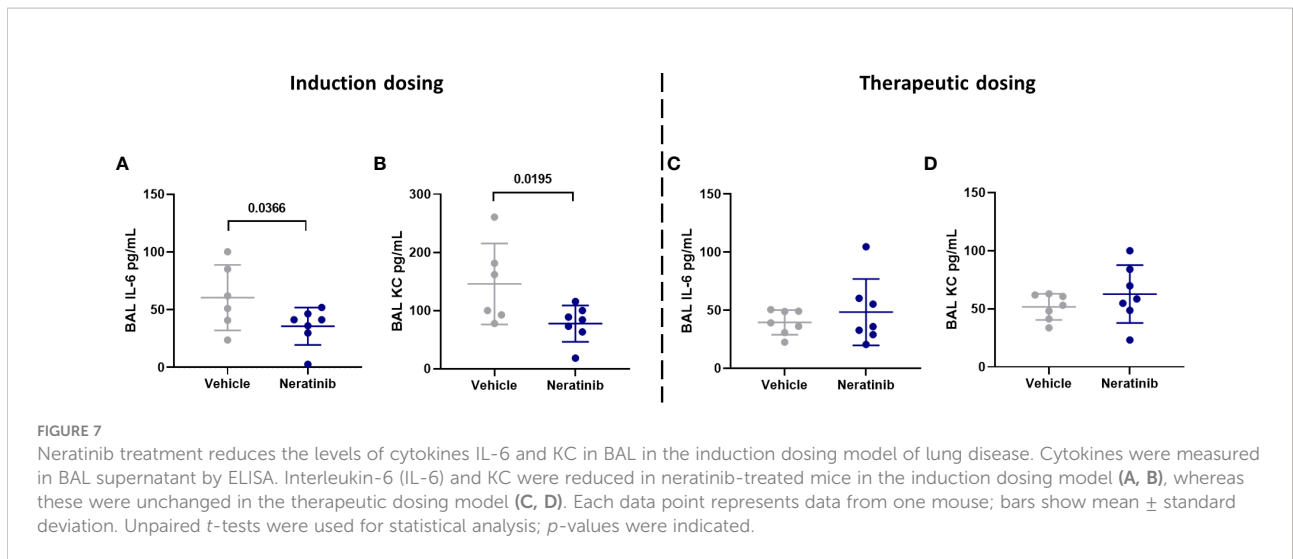 Induction dosing
Therapeutic dosing
A
B
C
D
0.0366
0.0195
BAL IL-6 pg/mL
150
100
50
0
Vehicle Neratinib
BAL KC pg/mL
300
200
100
0
Vehicle Neratinib
BAL IL-6 pg/mL
150
100
50
0
Vehicle Neratinib
BAL KC pg/mL
150
100
50
0
Vehicle Neratinib
FIGURE 7
Neratinib treatment reduces the levels of cytokines IL-6 and KC in BAL in the induction dosing model of lung disease. Cytokines were measured
in BAL supernatant by ELISA. Interleukin-6 (IL-6) and KC were reduced in neratinib-treated mice in the induction dosing model (A, B), whereas
these were unchanged in the therapeutic dosing model (C, D). Each data point represents data from one mouse; bars show mean ± standard
deviation. Unpaired t-tests were used for statistical analysis; p-values were indicated.